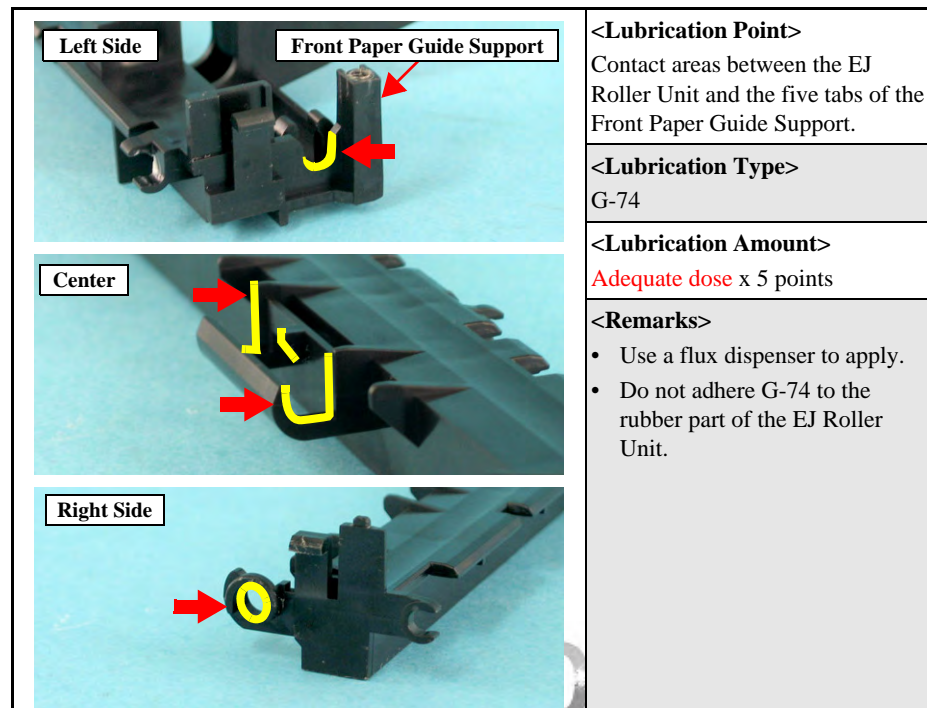 Left Side
Front Paper Guide Support
Center
Right Side
<Lubrication Point>
Contact areas between the EJ
Roller Unit and the five tabs of the
Front Paper Guide Support.
<Lubrication Type>
G-74
<Lubrication Amount>
Adequate dose x 5 points
<Remarks>
• Use a flux dispenser to apply.
• Do not adhere G-74 to the
rubber part of the EJ Roller
Unit.